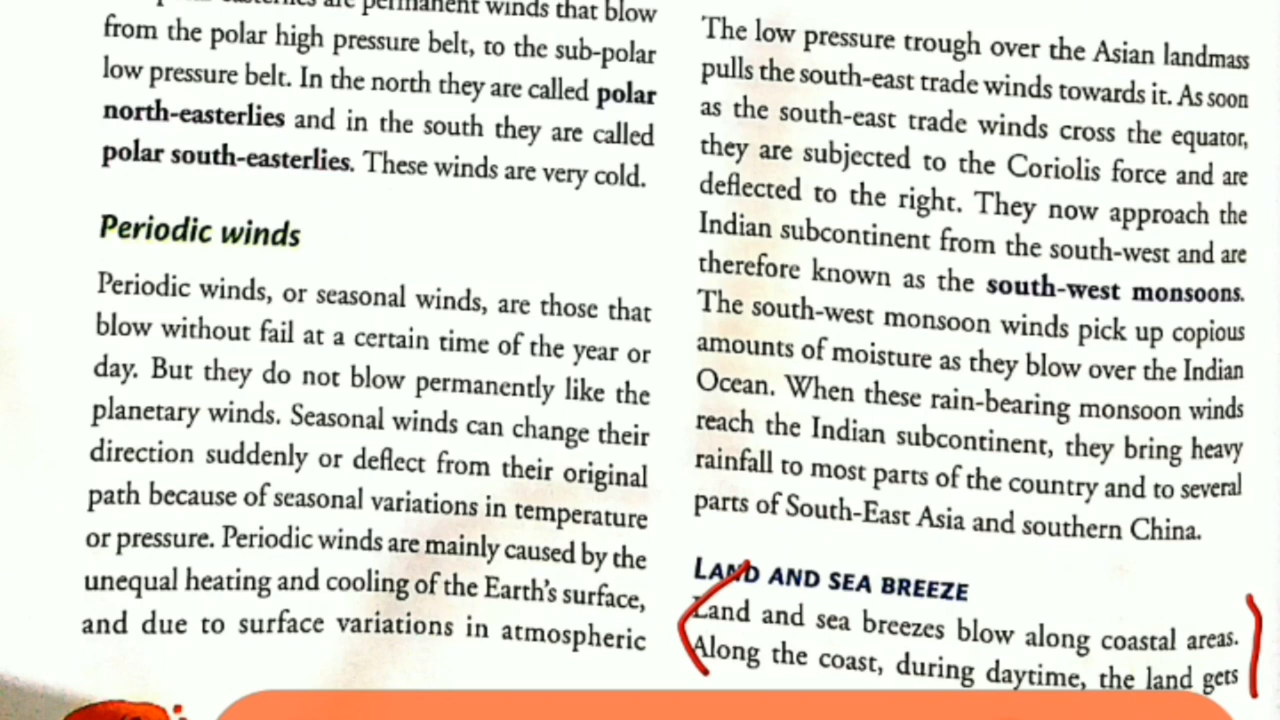 permanent winds that blow
from the polar high pressure belt, to the sub-polar
low pressure belt. In the north they are called polar
north-easterlies and in the south they are called
polar south-easterlies. These winds are very cold.
Periodic winds
Periodic winds, or seasonal winds, are those that
blow without fail at a certain time of the year or
day. But they do not blow permanently like the
planetary winds. Seasonal winds can change their
direction suddenly or deflect from their original
path because of seasonal variations in temperature
or pressure. Periodic winds are mainly caused by the
unequal heating and cooling of the Earth's surface,
and due to surface variations in atmospheric
The low pressure trough over the Asian landmass
pulls the south-east trade winds towards it. As soon
as the south-east trade winds cross the equator,
they are subjected to the Coriolis force and are
deflected to the right. They now approach the
Indian subcontinent from the south-west and are
therefore known as the south-west monsoons.
The south-west monsoon winds pick up copious
amounts of moisture as they blow over the Indian
Ocean. When these rain-bearing monsoon winds
reach the Indian subcontinent, they bring heavy
rainfall to most parts of the country and to several
parts of South-East Asia and southern China.
LAND AND SEA BREEZE
Land and sea breezes blow along coastal areas.
Along the coast, during daytime, the land gets